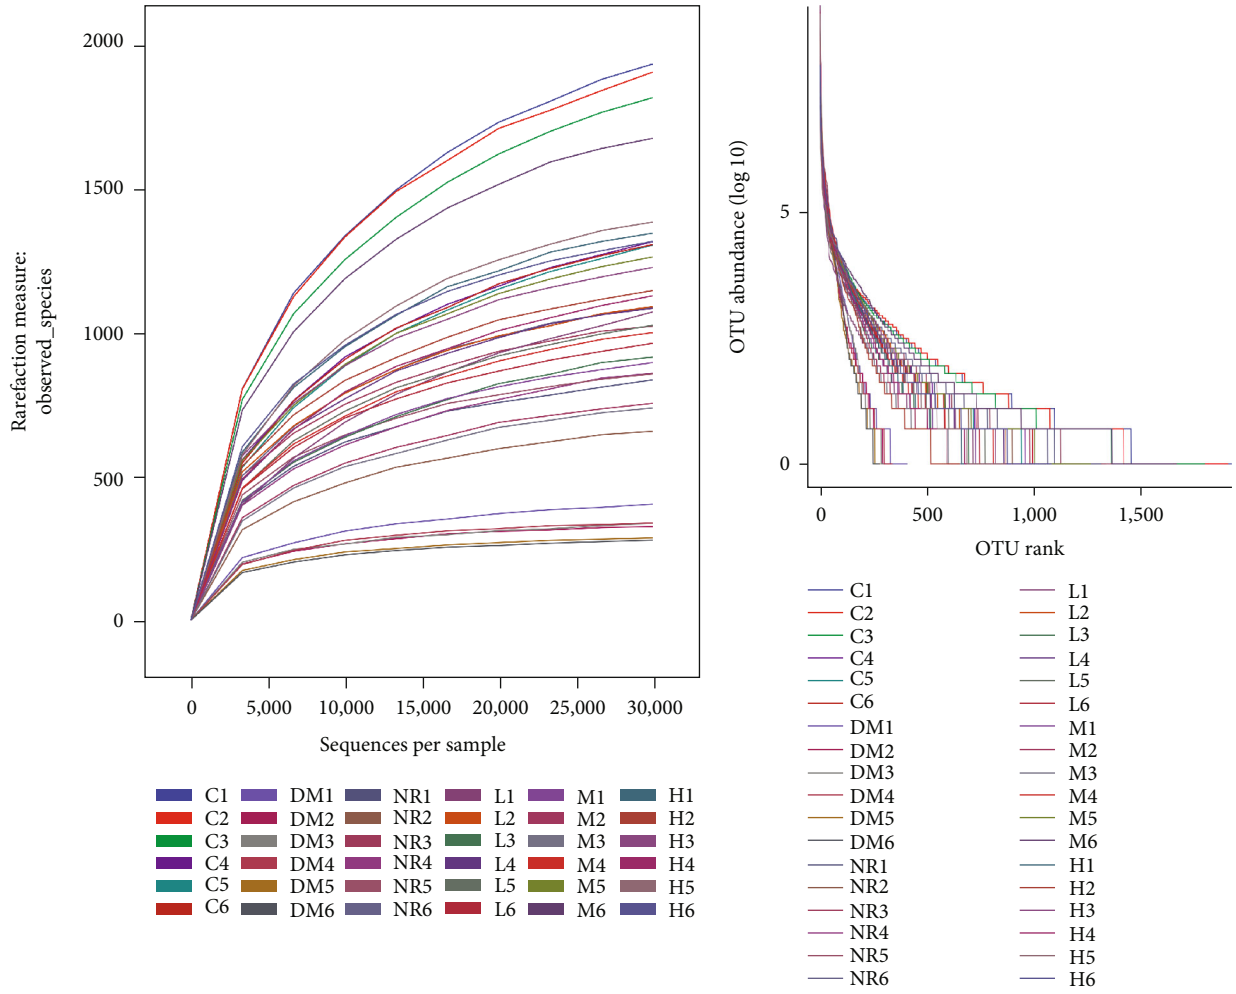 2000
1500
1000
500
0
Rarefaction measure:
observed_species
0 5,000 10,000 15,000 20,000 25,000 30,000
Sequences per sample
C1 DM1 NR1 L1 M1 H1
C2 DM2 NR2 L2 M2 H2
C3 DM3 NR3 L3 M3 H3
C4 DM4 NR4 L4 M4 H4
C5 DM5 NR5 L5 M5 H5
C6 DM6 NR6 L6 M6 H6
5
0
OTU abundance (log 10)
0 500 1,000 1,500
OTU rank
C1 L1
C2 L2
C3 L3
C4 L4
C5 L5
C6 L6
DM1 M1
DM2 M2
DM3 M3
DM4 M4
DM5 M5
DM6 M6
NR1 H1
NR2 H2
NR3 H3
NR4 H4
NR5 H5
NR6 H6